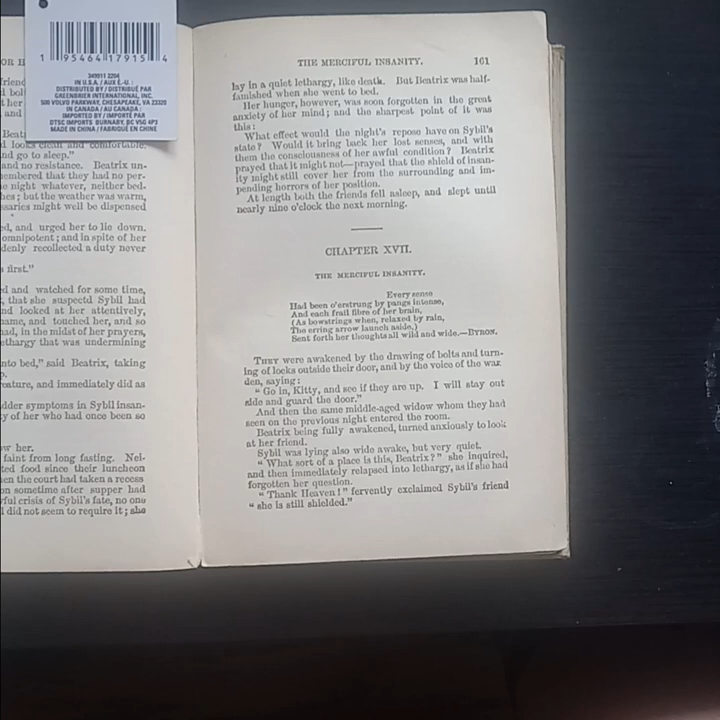 1 95464 17915 4
349911 2204
IN U.S.A. / AUX É.-U. :
DISTRIBUTED BY / DISTRIBUÉ PAR
GREENBRIER INTERNATIONAL, INC.
500 VOLVO PARKWAY, CHESAPEAKE, VA 23320
IN CANADA / AU CANADA :
IMPORTED BY / IMPORTÉ PAR
DTSC IMPORTS BURNABY, BC V5G 4P3
MADE IN CHINA / FABRIQUÉ EN CHINE
OR
d looks clean and comfortable.
nd go to sleep."
and no resistance. Beatrix un-
embered that they had no per-
e night whatever, neither bed-
hes; but the weather was warm,
ssaries might well be dispensed
ed, and urged her to lie down.
omnipotent; and in spite of her
denly recollected a duty never
first."
d and watched for some time,
, that she suspectd Sybil had
nd looked at her attentively,
ame, and touched her, and so
had, in the midst of her prayers,
ethargy that was undermining
nto bed," said Beatrix, taking
eature, and immediately did as
dder symptoms in Sybil insan-
ty of her who had once been so
ow her.
faint from long fasting. Nei-
ted food since their luncheon
en the court had taken a recess
on sometime after supper had
ful crisis of Sybil's fate, no one
l did not seem to require it; she
THE MERCIFUL INSANITY. 161
lay in a quiet lethargy, like death. But Beatrix was half-
famished when she went to bed.
Her hunger, however, was soon forgotten in the great
anxiety of her mind; and the sharpest point of it was
this:
What effect would the night's repose have on Sybil's
state? Would it bring back her lost senses, and with
them the consciousness of her awful condition? Beatrix
prayed that it might not—prayed that the shield of insan-
ity might still cover her from the surrounding and im-
pending horrors of her position.
At length both the friends fell asleep, and slept until
nearly nine o'clock the next morning.
CHAPTER XVII.
THE MERCIFUL INSANITY.
Every sense
Had been o'erstrung by pangs intense,
And each frail fibre of her brain,
(As bowstrings when, relaxed by rain,
The erring arrow launch aside,)
Sent forth her thoughts all wild and wide.—BYRON.
THEY were awakened by the drawing of bolts and turn-
ing of locks outside their door, and by the voice of the war
den, saying:
"Go in, Kitty, and see if they are up. I will stay out
side and guard the door."
And then the same middle-aged widow whom they had
seen on the previous night entered the room.
Beatrix being fully awakened, turned anxiously to look
at her friend.
Sybil was lying also wide awake, but very quiet.
"What sort of a place is this, Beatrix?" she inquired,
and then immediately relapsed into lethargy, as if she had
forgotten her question.
"Thank Heaven!" fervently exclaimed Sybil's friend
"she is still shielded."